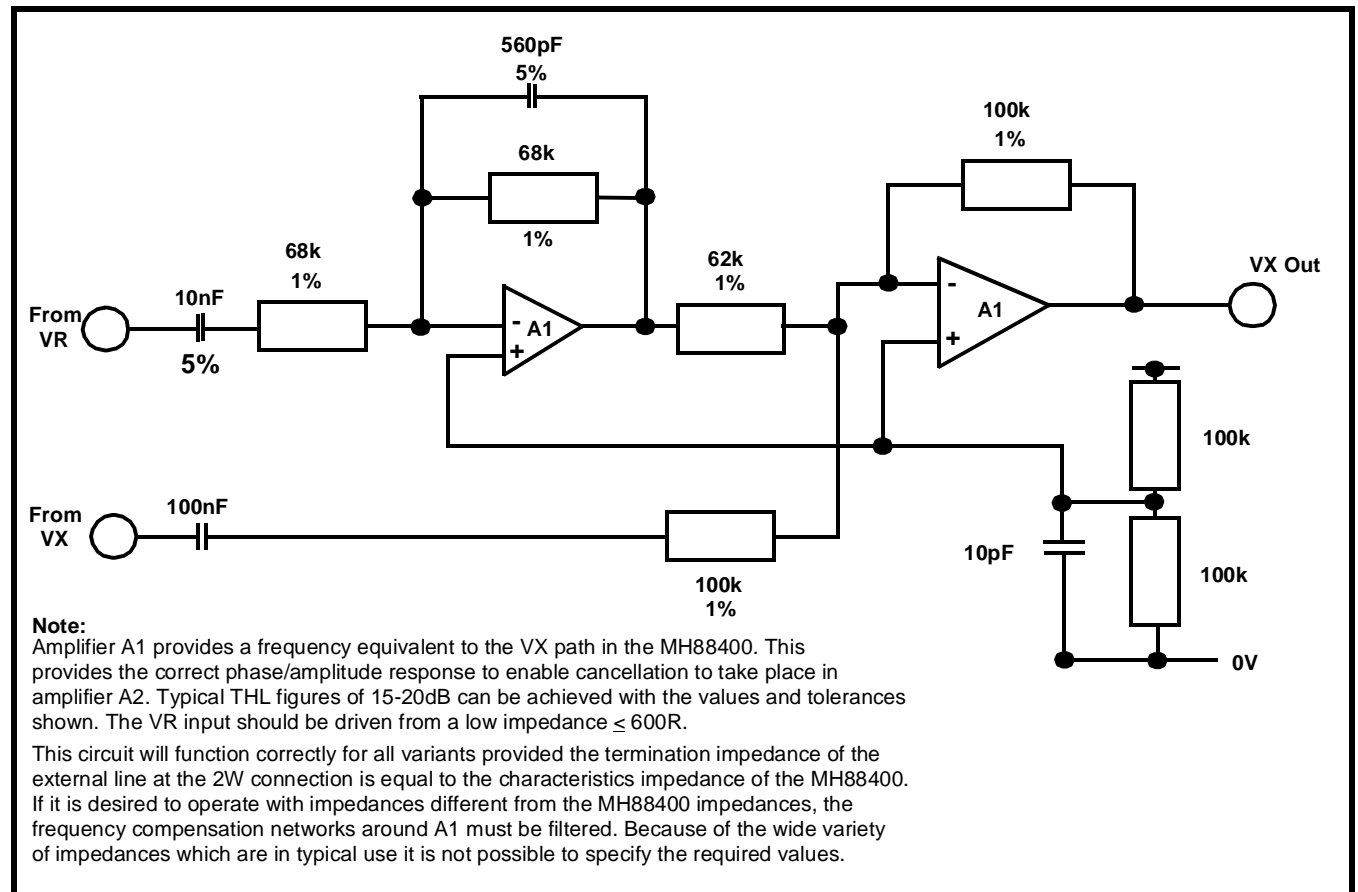 560pF
5%
100k
1%
68k
1%
68k
1%
62k
1%
VX Out
10nF
5%
From
VR
-
A1
+
-
A1
+
100k
From
VX
100nF
100k
1%
10pF
100k
0V
Note:
Amplifier A1 provides a frequency equivalent to the VX path in the MH88400. This
provides the correct phase/amplitude response to enable cancellation to take place in
amplifier A2. Typical THL figures of 15-20dB can be achieved with the values and tolerances
shown. The VR input should be driven from a low impedance ≤ 600R.
This circuit will function correctly for all variants provided the termination impedance of the
external line at the 2W connection is equal to the characteristics impedance of the MH88400.
If it is desired to operate with impedances different from the MH88400 impedances, the
frequency compensation networks around A1 must be filtered. Because of the wide variety
of impedances which are in typical use it is not possible to specify the required values.